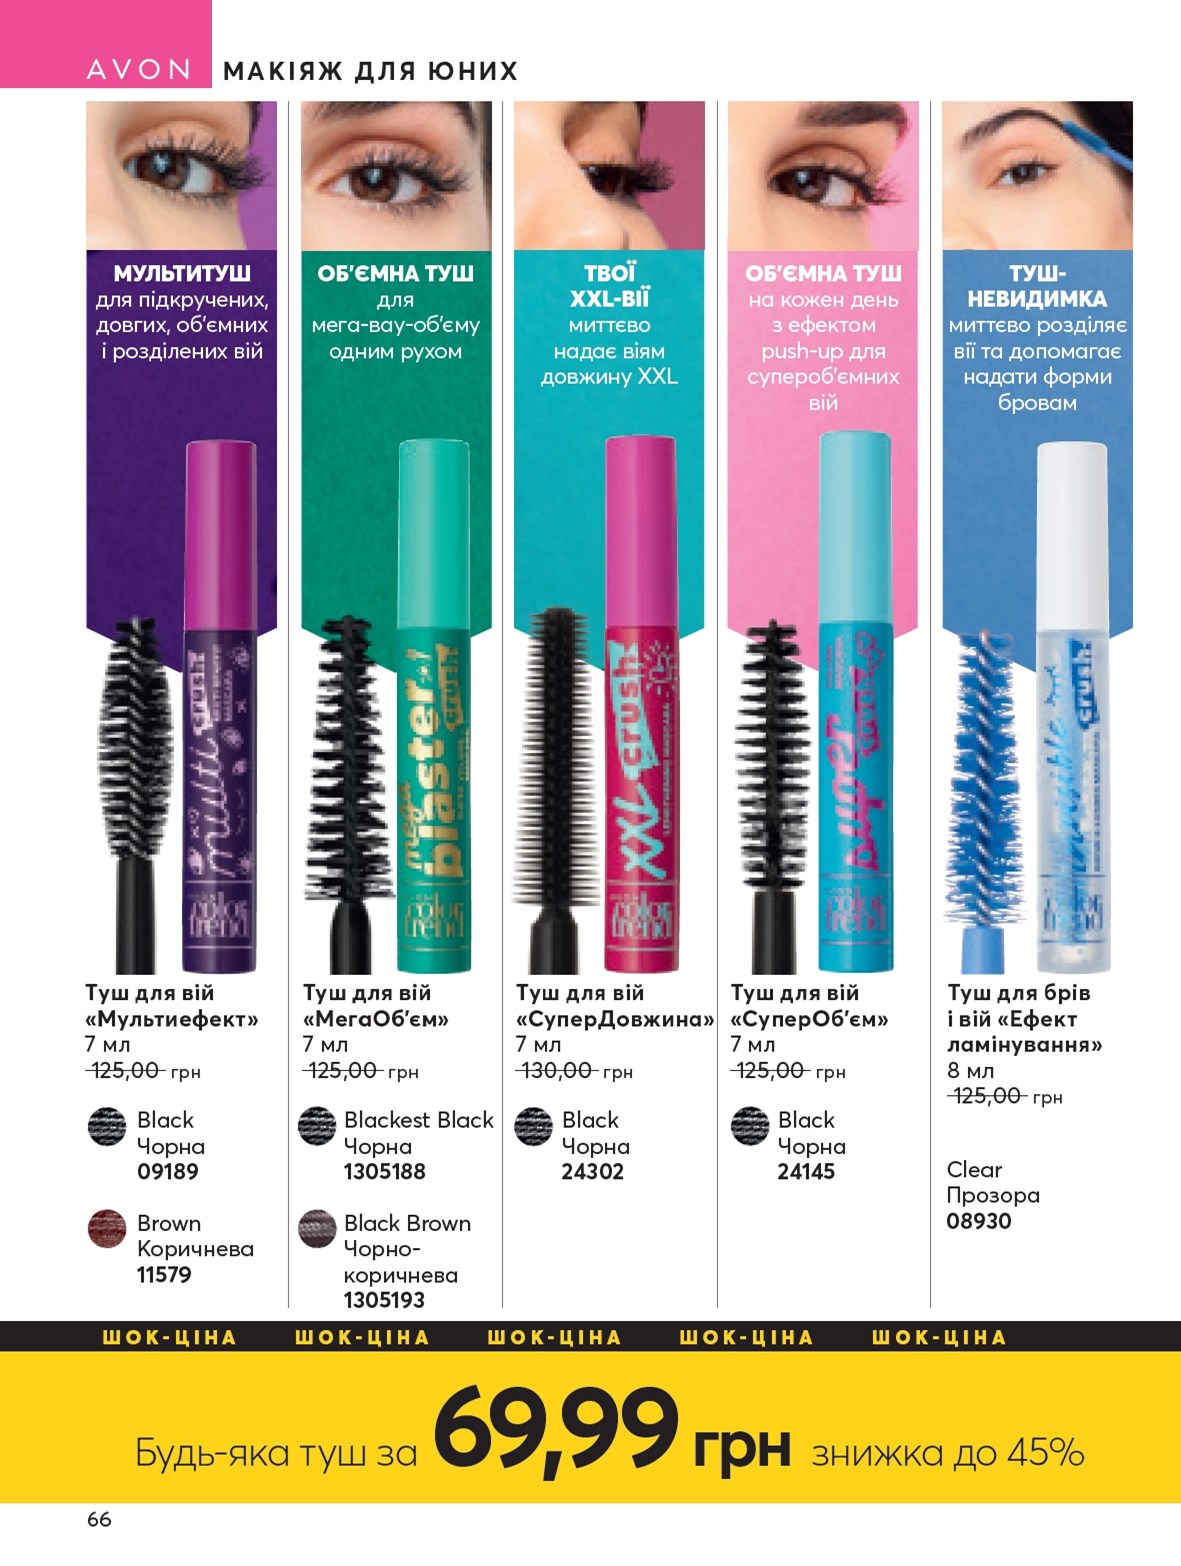 AVON МАКІЯЖ ДЛЯ ЮНИХ
МУЛЬТИТУШ
для підкручених,
довгих, об’ємних
і розділених вій
ОБ’ЄМНА ТУШ
для
мега-вау-об’єму
одним рухом
ТВОЇ
XXL-ВІЇ
миттєво
надає віям
довжину XXL
ОБ’ЄМНА ТУШ
на кожен день
з ефектом
push-up для
супероб’ємних
вій
ТУШ-
НЕВИДИМКА
миттєво розділяє
вії та допомагає
надати форми
бровам
multi
crush
color
trend
mega
blaster
crush
color
trend
XXL
crush
color
trend
super
color
trend
crush
Туш для вій
«Мультиефект»
7 мл
125,00 грн
Black
Чорна
09189
Brown
Коричнева
11579
Туш для вій
«МегаОб’єм»
7 мл
125,00 грн
Blackest Black
Чорна
1305188
Black Brown
Чорно-
коричнева
1305193
Туш для вій
«СуперДовжина»
7 мл
130,00 грн
Black
Чорна
24302
Туш для вій
«СуперОб’єм»
7 мл
125,00 грн
Black
Чорна
24145
Туш для брів
і вій «Ефект
ламінування»
8 мл
125,00 грн
Clear
Прозора
08930
ШОК-ЦІНА ШОК-ЦІНА ШОК-ЦІНА ШОК-ЦІНА ШОК-ЦІНА
Будь-яка туш за 69,99 грн знижка до 45%
66